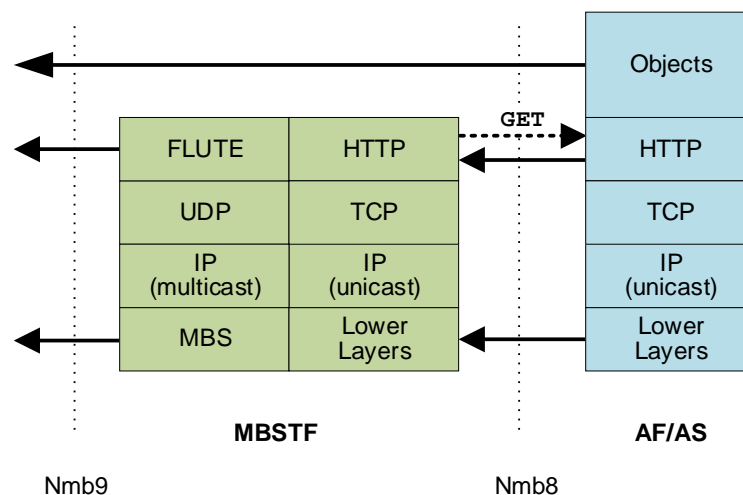 Objects
GET
FLUTE
HTTP
HTTP
UDP
TCP
TCP
IP
(multicast)
IP
(unicast)
IP
(unicast)
MBS
Lower
Layers
Lower
Layers
MBSTF
AF/AS
Nmb9
Nmb8